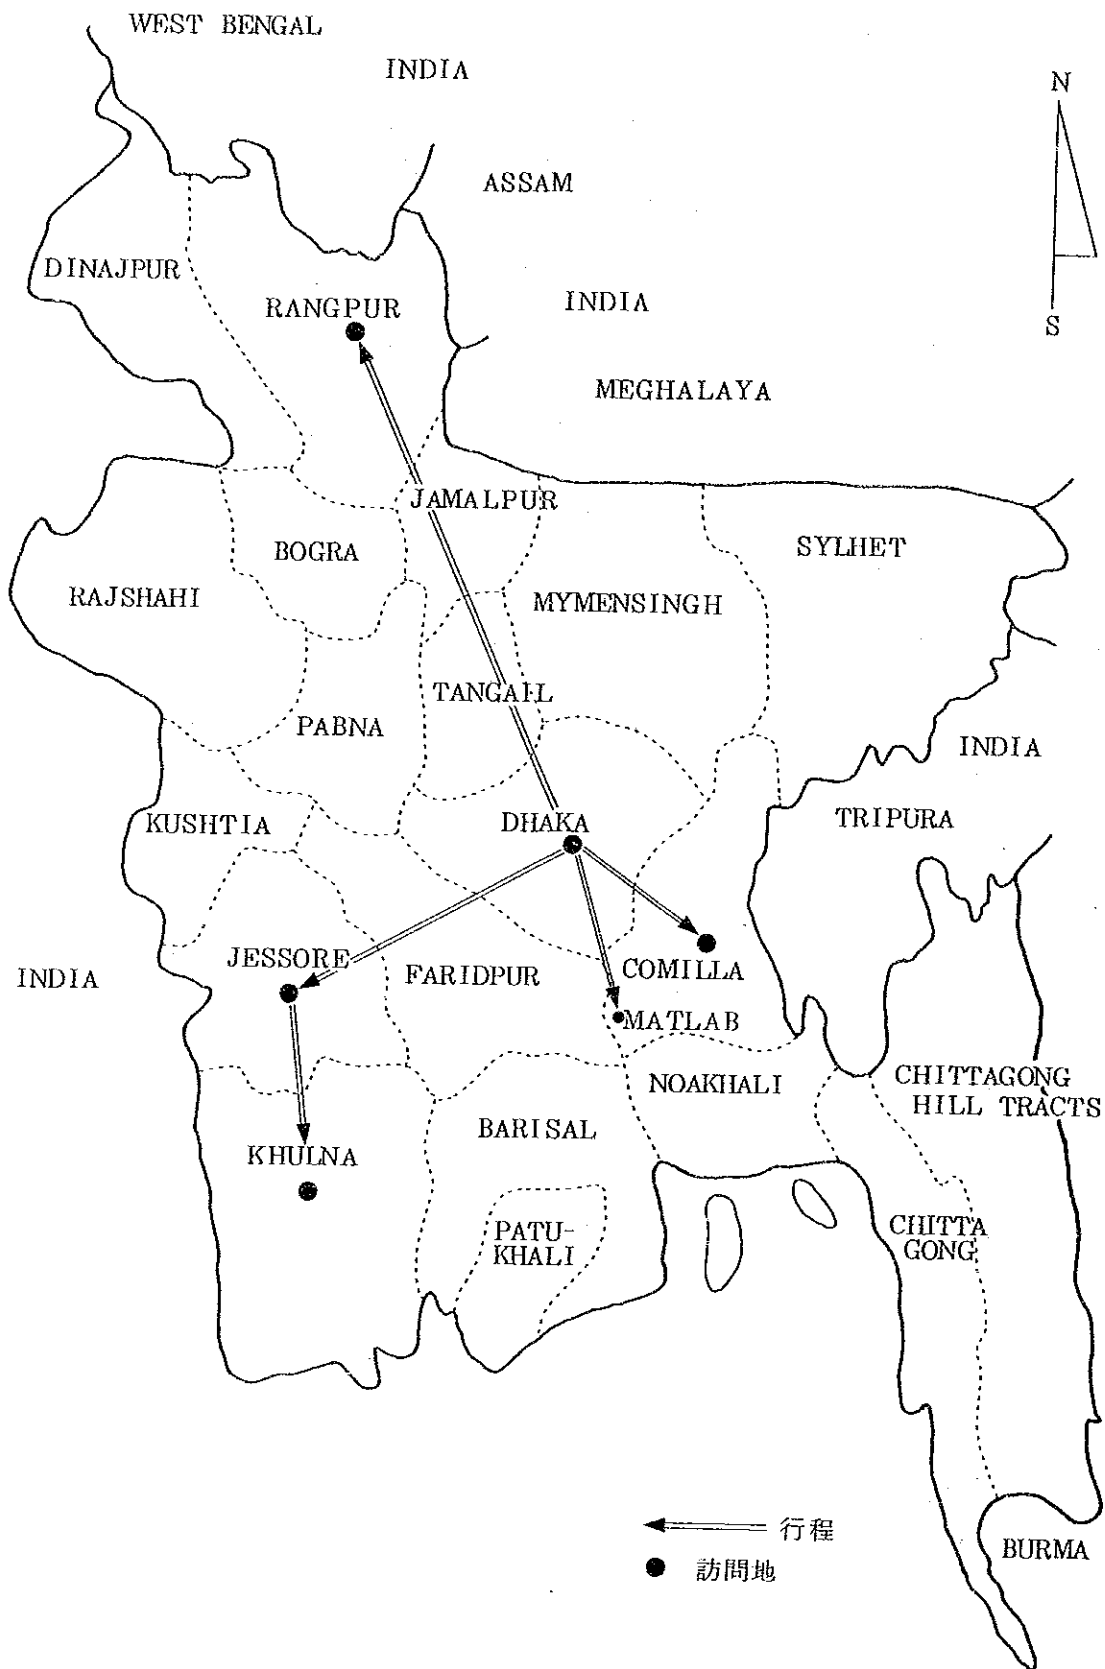 WEST BENGAL
INDIA
N
ASSAM
DINAJPUR
RANGPUR
INDIA
S
MEGHALAYA
JAMALPUR
BOGRA
SYLHET
RAJSHAHI
MYMENSINGH
TANGAIL
PABNA
INDIA
KUSHTIA
DHAKA
TRIPURA
JESSORE
FARIDPUR
COMILLA
INDIA
MATLAB
NOAKHALI
CHITTAGONG
HILL TRACTS
BARISAL
KHULNA
PATU-
KHALI
CHITTA
GONG
行程
訪問地
BURMA